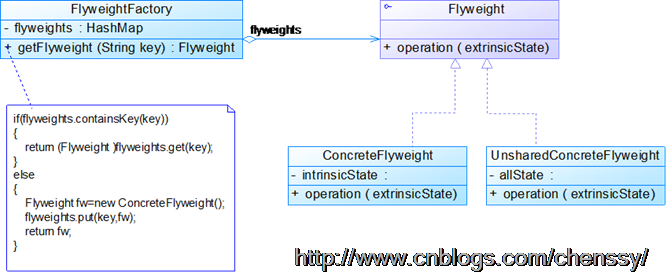 FlyweightFactory
- flyweights : HashMap
+ getFlyweight (String key) : Flyweight
flyweights
Flyweight
+ operation ( extrinsicState )
if(flyweights.containsKey(key))
{
return (Flyweight )flyweights.get(key);
}
else
{
Flyweight fw=new ConcreteFlyweight();
flyweights.put(key,fw);
return fw;
}
ConcreteFlyweight
- intrinsicState :
+ operation ( extrinsicState)
UnsharedConcreteFlyweight
- allState :
+ operation ( extrinsicState)
http://www.cnblogs.com/chenssy/